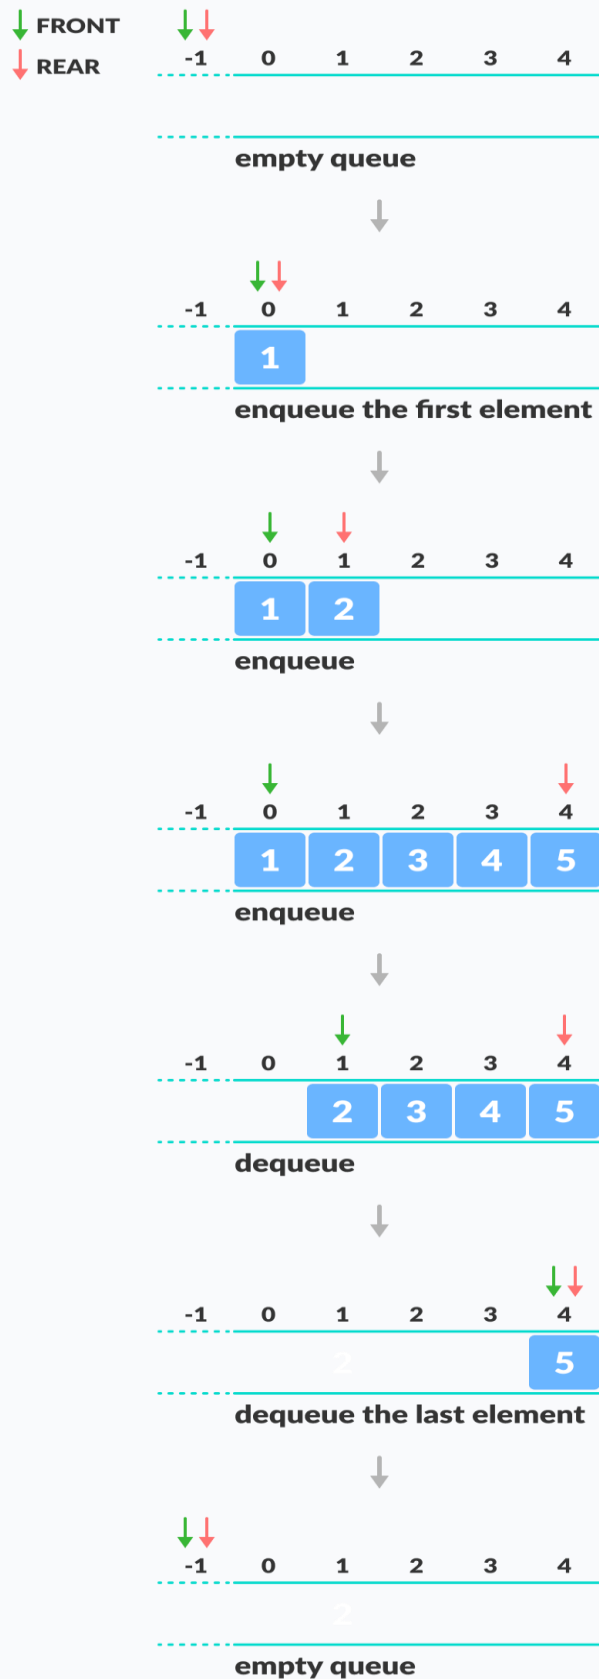 FRONT
REAR
-1 0 1 2 3 4
empty queue
-1 0 1 2 3 4
1
enqueue the first element
-1 0 1 2 3 4
1 2
enqueue
-1 0 1 2 3 4
1 2 3 4 5
enqueue
-1 0 1 2 3 4
2 3 4 5
dequeue
-1 0 1 2 3 4
2 5
dequeue the last element
-1 0 1 2 3 4
2
empty queue